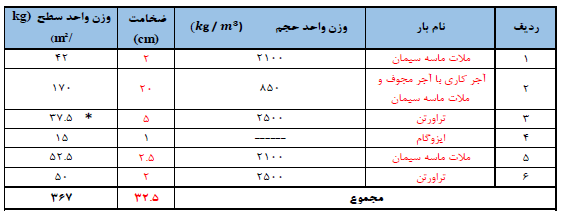 ردیف نام بار وزن واحد حجم (kg / m³) ضخامت (cm) وزن واحد سطح (kg /m²)
۱ ملات ماسه سیمان ۲۱۰۰ ۲ ۴۲
۲ آجر کاری با آجر مجوف و ملات ماسه سیمان ۸۵۰ ۲۰ ۱۷۰
۳ تراورتن ۲۵۰۰ ۵ * ۳۷.۵
۴ ایزوگام ------ ۱ ۱۵
۵ ملات ماسه سیمان ۲۱۰۰ ۲.۵ ۵۲.۵
۶ تراورتن ۲۵۰۰ ۲ ۵۰
مجموع ۳۲.۵ ۳۶۷